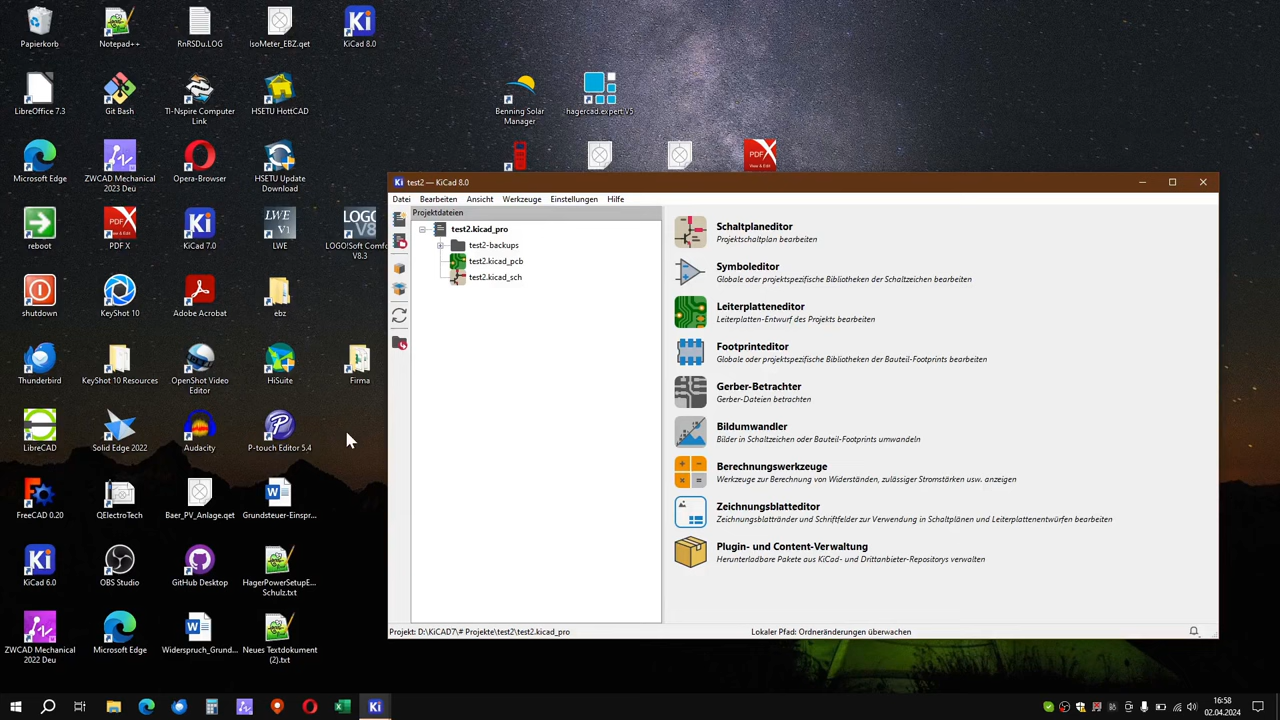 Papierkorb
Notepad++
RnRSDu.LOG
IsoMeter_EBZ.qet
KiCad 8.0
LibreOffice 7.3
Git Bash
TI-Nspire Computer
Link
HSETU HottCAD
Benning Solar
Manager
hagercad.expert V5
Microsoft Edge
ZWCAD Mechanical
2023 Deu
Opera-Browser
HSETU Update
Download
reboot
PDF X
KiCad 7.0
LWE
LOGO!Soft Comfo
V8.3
shutdown
KeyShot 10
Adobe Acrobat
ebz
Thunderbird
KeyShot 10 Resources
OpenShot Video
Editor
HiSuite
Firma
LibreCAD
Solid Edge 2022
Audacity
P-touch Editor 5.4
FreeCAD 0.20
QElectroTech
Baer_PV_Anlage.qet
Grundsteuer-Einspr...
KiCad 6.0
OBS Studio
GitHub Desktop
HagerPowerSetupE...
Schulz.txt
ZWCAD Mechanical
2022 Deu
Microsoft Edge
Widerspruch_Grund...
Neues Textdokument
(2).txt
test2 — KiCad 8.0
Datei Bearbeiten Ansicht Werkzeuge Einstellungen Hilfe
Projektdateien
test2.kicad_pro
test2-backups
test2.kicad_pcb
test2.kicad_sch
Schaltplaneditor
Projektschaltplan bearbeiten
Symboleditor
Globale oder projektspezifische Bibliotheken der Schaltzeichen bearbeiten
Leiterplatteneditor
Leiterplatten-Entwurf des Projekts bearbeiten
Footprinteditor
Globale oder projektspezifische Bibliotheken der Bauteil-Footprints bearbeiten
Gerber-Betrachter
Gerber-Dateien betrachten
Bildumwandler
Bilder in Schaltzeichen oder Bauteil-Footprints umwandeln
Berechnungswerkzeuge
Werkzeuge zur Berechnung von Widerständen, zulässiger Stromstärken usw. anzeigen
Zeichnungsblatteditor
Zeichnungsblattränder und Schriftfelder zur Verwendung in Schaltplänen und Leiterplattenentwürfen bearbeiten
Plugin- und Content-Verwaltung
Herunterladbare Pakete aus KiCad- und Drittanbieter-Repositorys verwalten
Projekt: D:\KiCAD7\# Projekte\test2\test2.kicad_pro
Lokaler Pfad: Ordneränderungen überwachen
16:58
02.04.2024